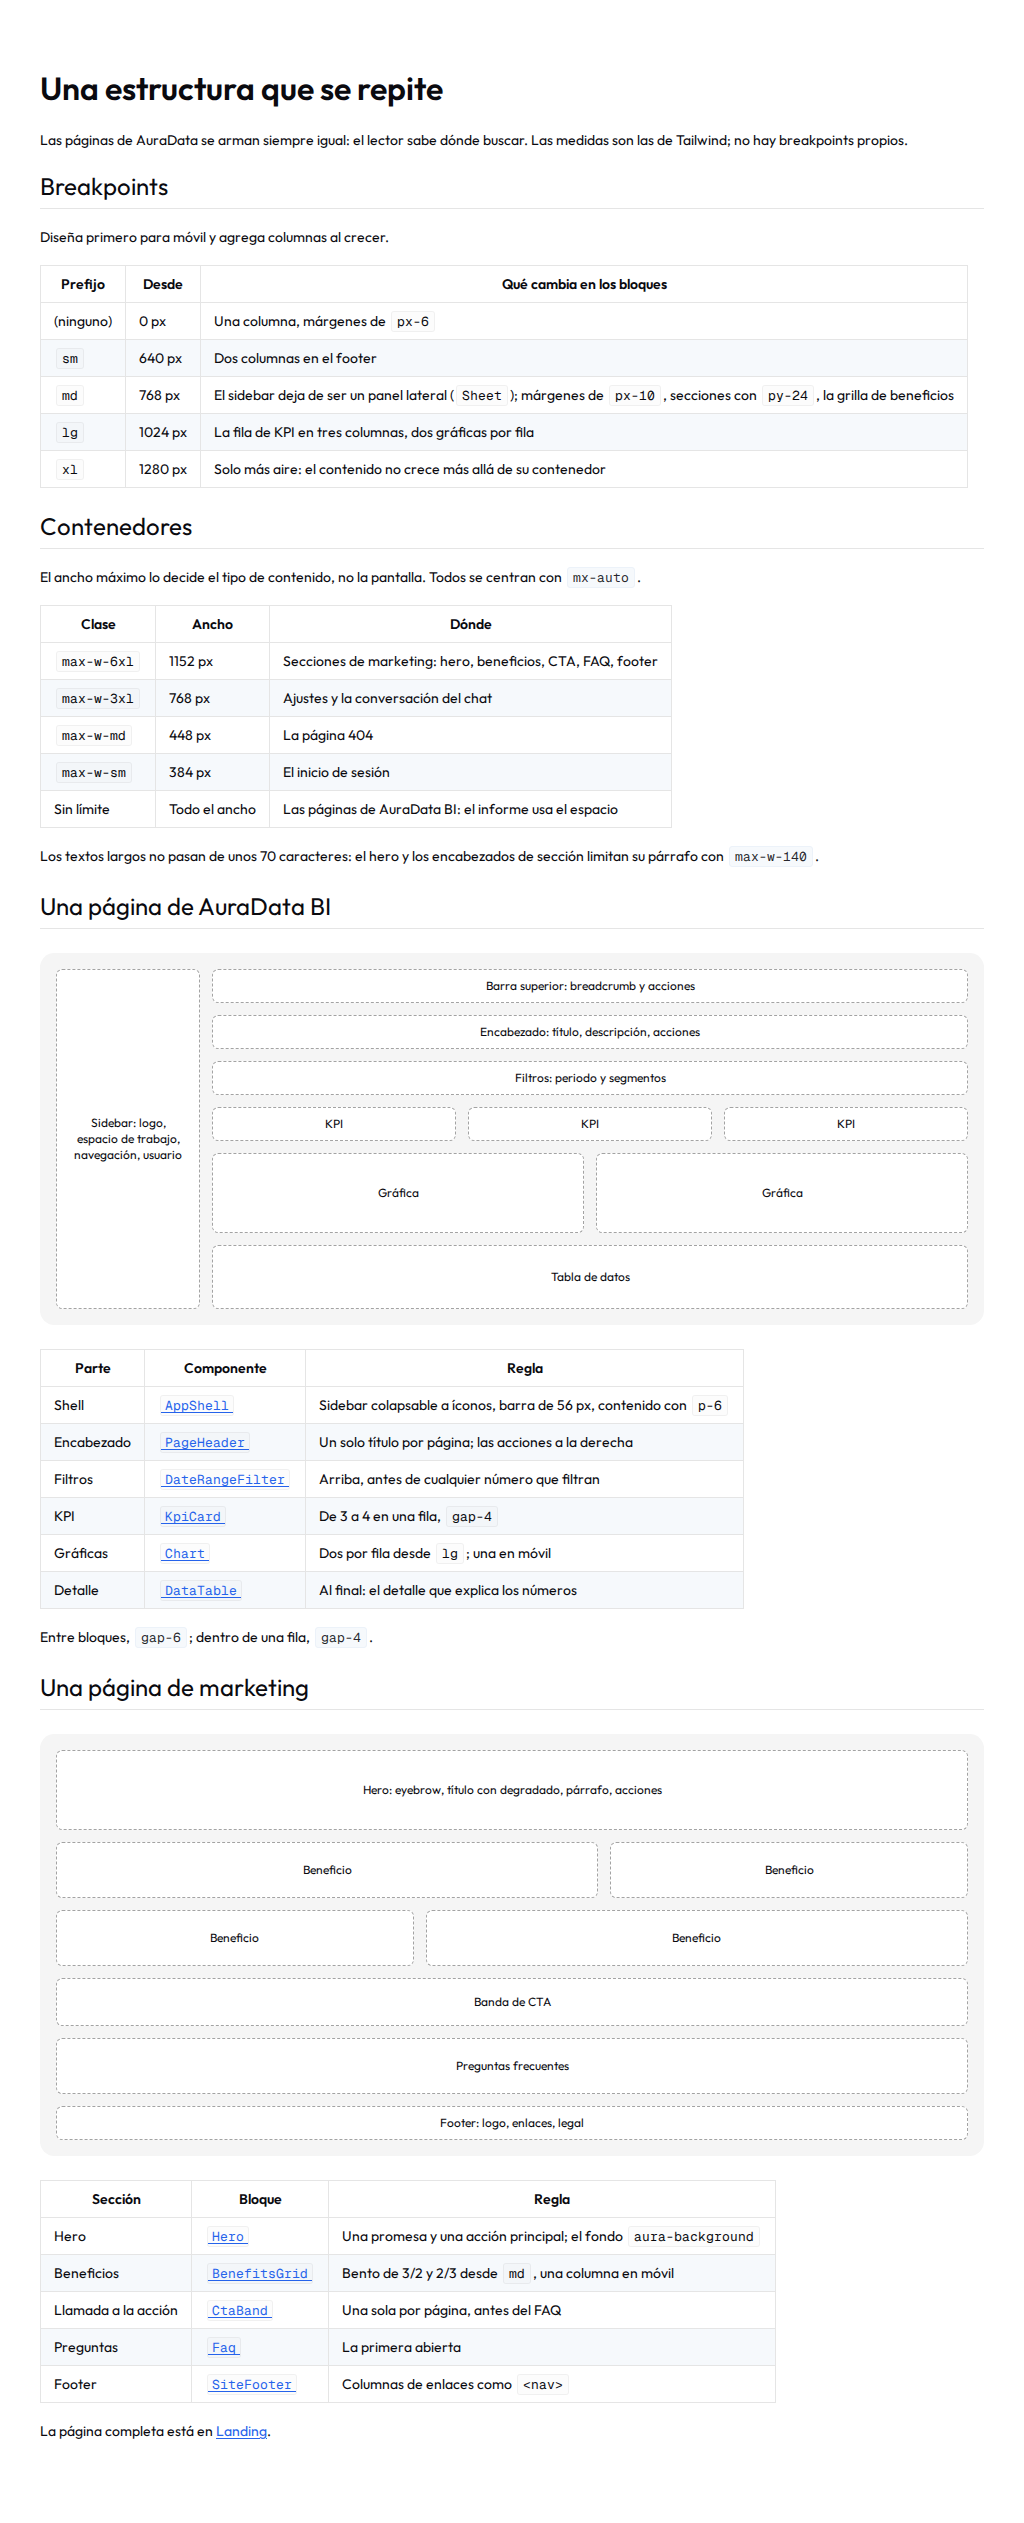 Una estructura que se repite
Las páginas de AuraData se arman siempre igual: el lector sabe dónde buscar. Las medidas son las de Tailwind; no hay breakpoints propios.
Breakpoints
Diseña primero para móvil y agrega columnas al crecer.
Prefijo Desde Qué cambia en los bloques
(ninguno) 0 px Una columna, márgenes de px-6
sm 640 px Dos columnas en el footer
md 768 px El sidebar deja de ser un panel lateral ( Sheet ); márgenes de px-10 , secciones con py-24 , la grilla de beneficios
lg 1024 px La fila de KPI en tres columnas, dos gráficas por fila
xl 1280 px Solo más aire: el contenido no crece más allá de su contenedor
Contenedores
El ancho máximo lo decide el tipo de contenido, no la pantalla. Todos se centran con mx-auto .
Clase Ancho Dónde
max-w-6xl 1152 px Secciones de marketing: hero, beneficios, CTA, FAQ, footer
max-w-3xl 768 px Ajustes y la conversación del chat
max-w-md 448 px La página 404
max-w-sm 384 px El inicio de sesión
Sin límite Todo el ancho Las páginas de AuraData BI: el informe usa el espacio
Los textos largos no pasan de unos 70 caracteres: el hero y los encabezados de sección limitan su párrafo con max-w-140 .
Una página de AuraData BI
Sidebar: logo,
espacio de trabajo,
navegación, usuario
Barra superior: breadcrumb y acciones
Encabezado: título, descripción, acciones
Filtros: periodo y segmentos
KPI KPI KPI
Gráfica Gráfica
Tabla de datos
Parte Componente Regla
Shell AppShell Sidebar colapsable a íconos, barra de 56 px, contenido con p-6
Encabezado PageHeader Un solo título por página; las acciones a la derecha
Filtros DateRangeFilter Arriba, antes de cualquier número que filtran
KPI KpiCard De 3 a 4 en una fila, gap-4
Gráficas Chart Dos por fila desde lg ; una en móvil
Detalle DataTable Al final: el detalle que explica los números
Entre bloques, gap-6 ; dentro de una fila, gap-4 .
Una página de marketing
Hero: eyebrow, título con degradado, párrafo, acciones
Beneficio Beneficio
Beneficio Beneficio
Banda de CTA
Preguntas frecuentes
Footer: logo, enlaces, legal
Sección Bloque Regla
Hero Hero Una promesa y una acción principal; el fondo aura-background
Beneficios BenefitsGrid Bento de 3/2 y 2/3 desde md , una columna en móvil
Llamada a la acción CtaBand Una sola por página, antes del FAQ
Preguntas Faq La primera abierta
Footer SiteFooter Columnas de enlaces como <nav>
La página completa está en Landing.